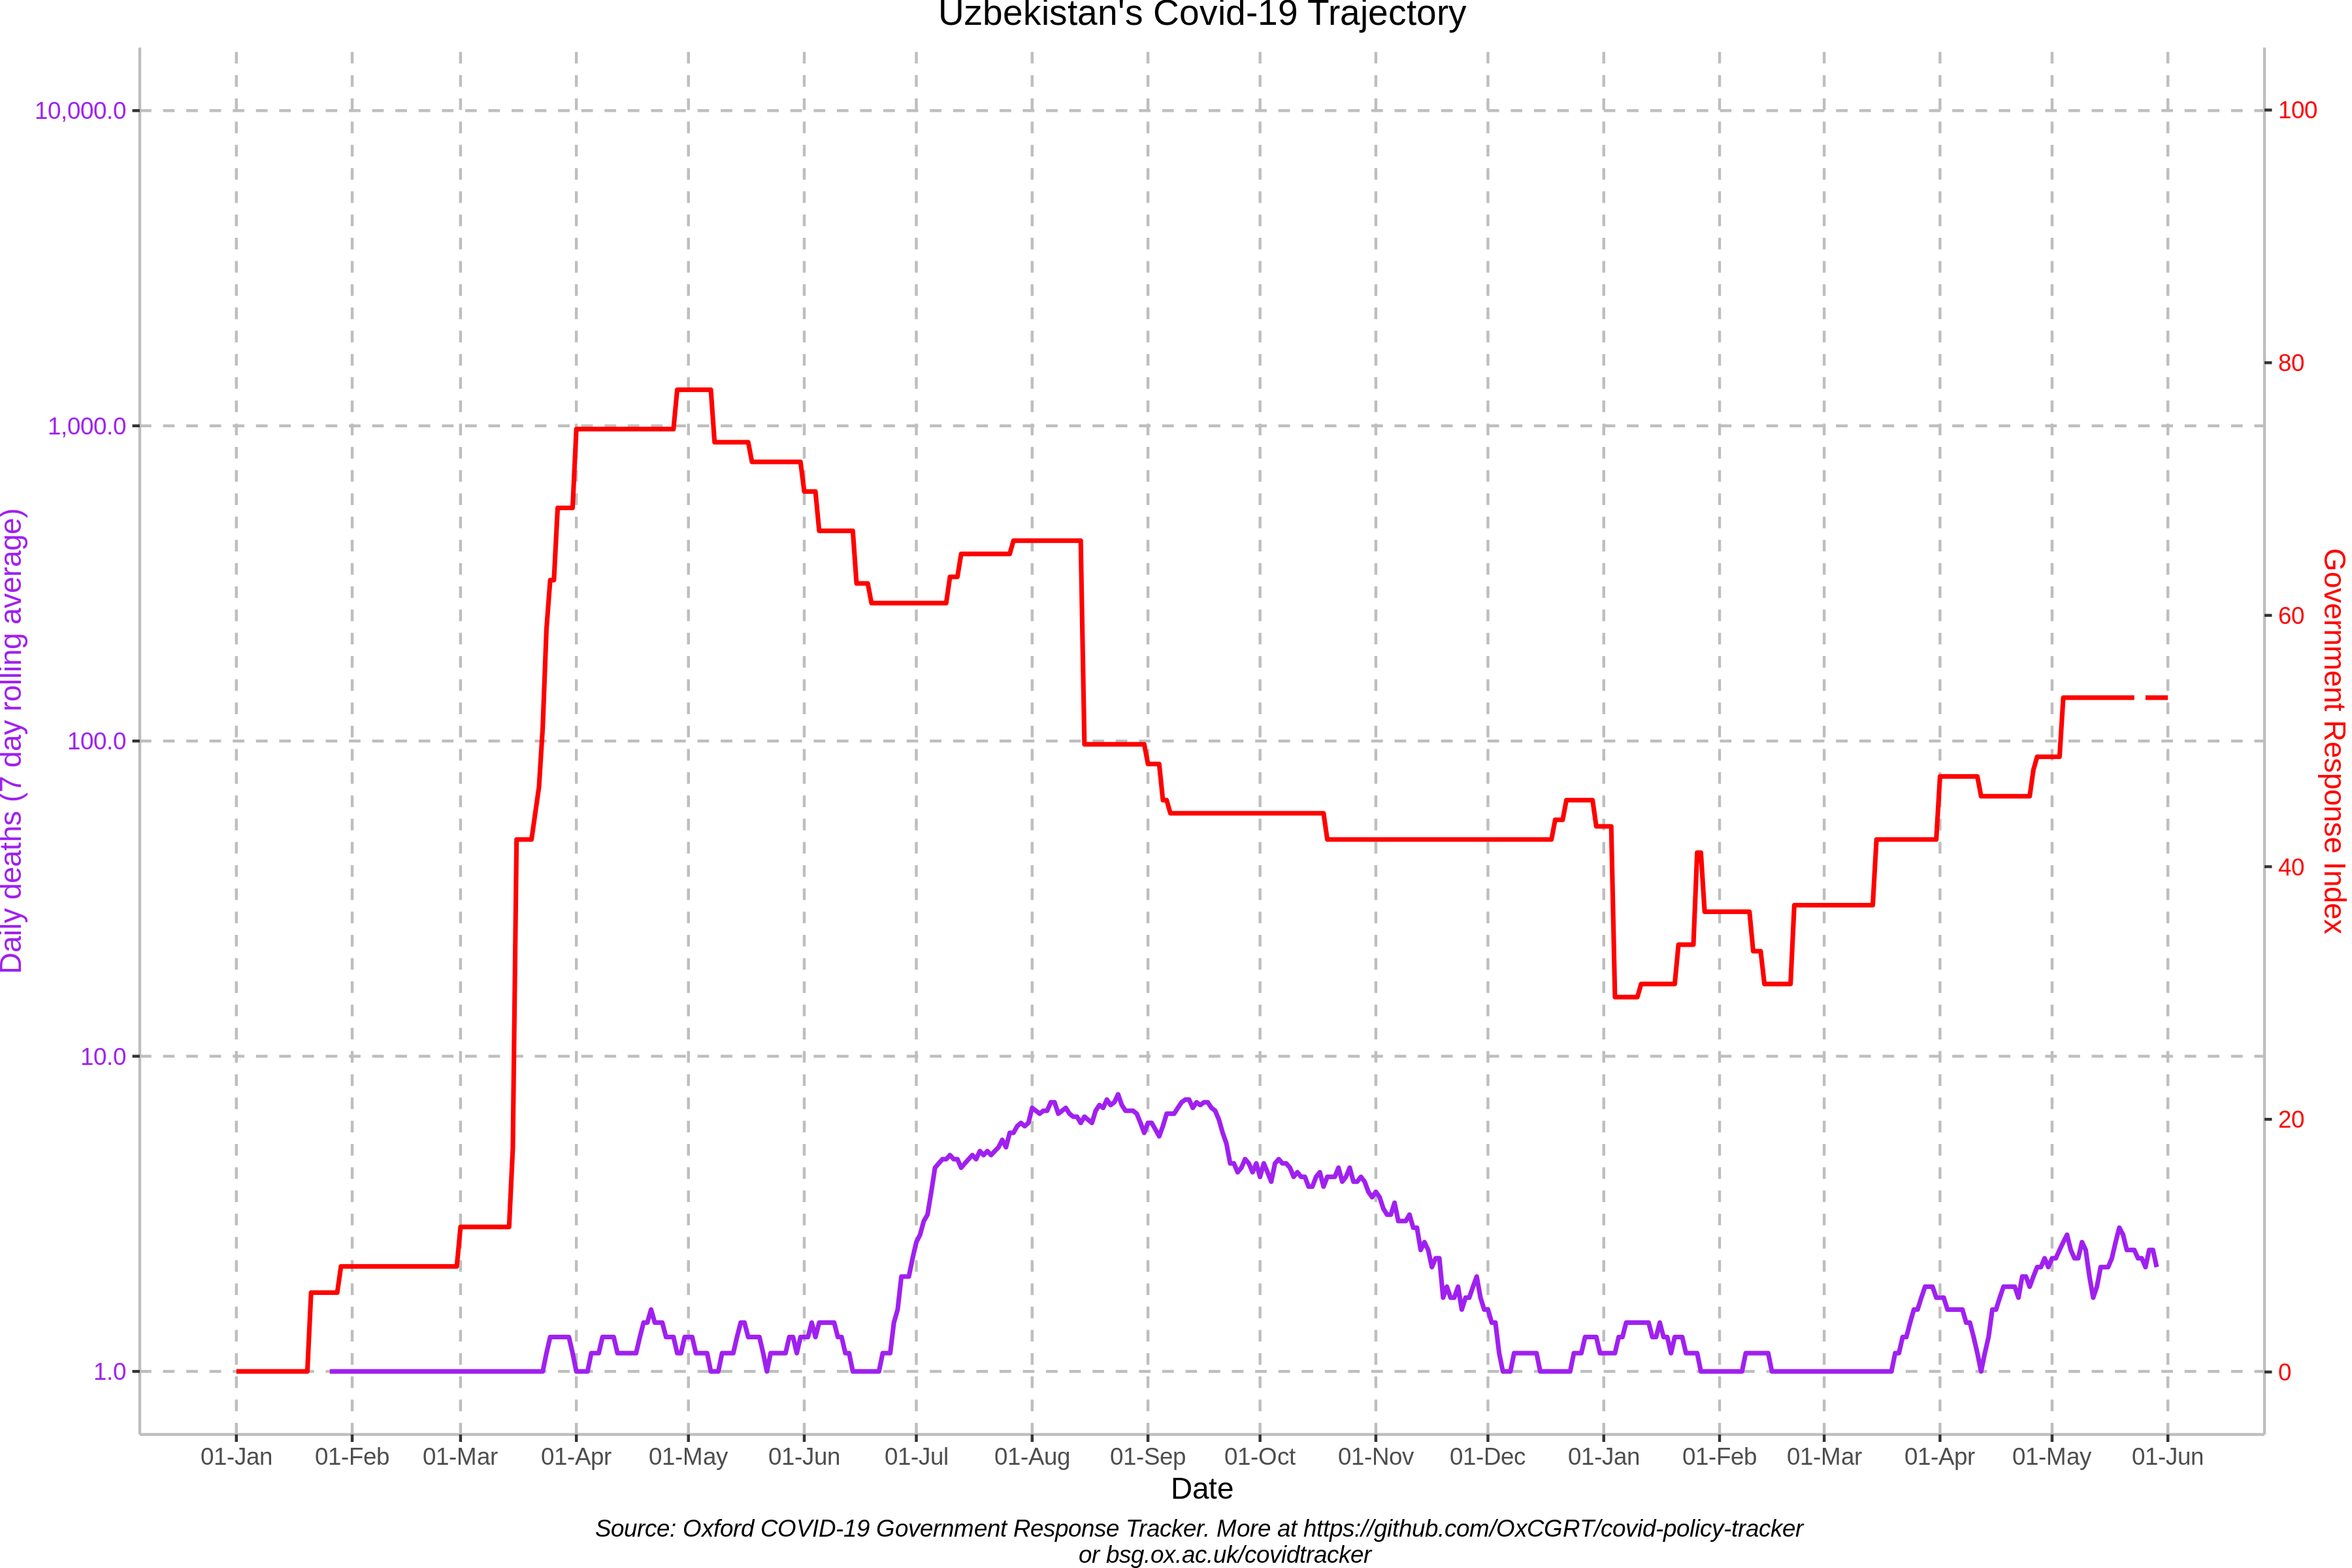 Uzbekistan's Covid-19 Trajectory
10,000.0
1,000.0
100.0
10.0
1.0
Daily deaths (7 day rolling average)
100
80
60
40
20
0
Government Response Index
01-Jan 01-Feb 01-Mar 01-Apr 01-May 01-Jun 01-Jul 01-Aug 01-Sep 01-Oct 01-Nov 01-Dec 01-Jan 01-Feb 01-Mar 01-Apr 01-May 01-Jun
Date
Source: Oxford COVID-19 Government Response Tracker. More at https://github.com/OxCGRT/covid-policy-tracker
or bsg.ox.ac.uk/covidtracker